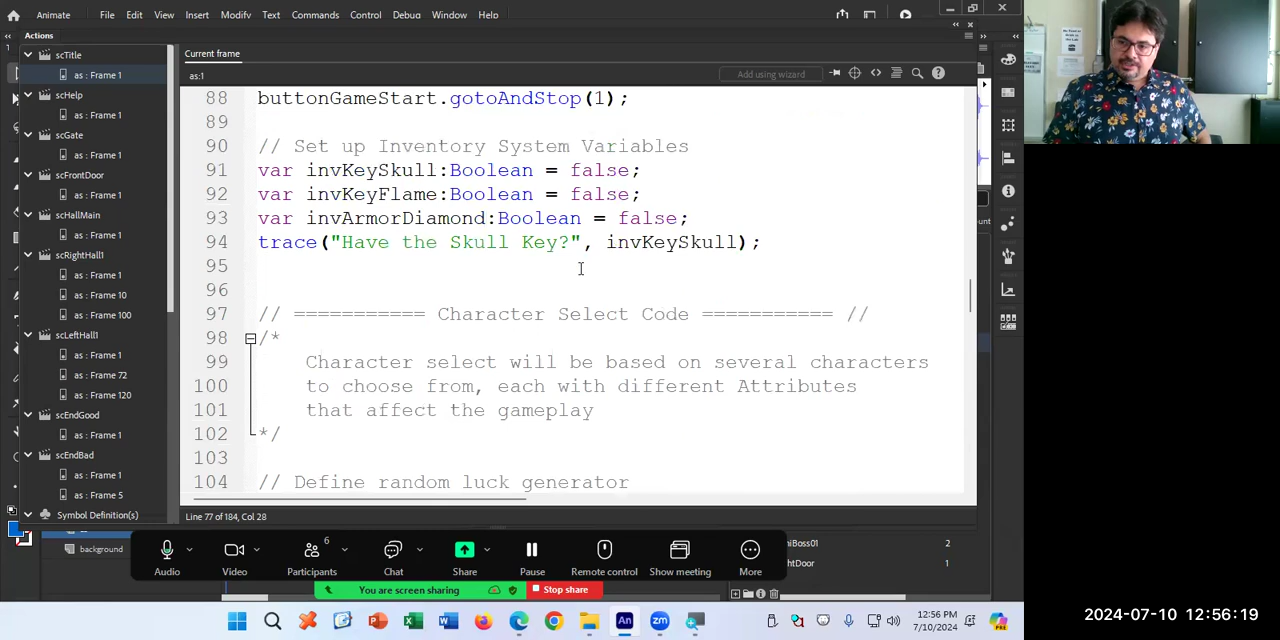 Animate File Edit View Insert Modify Text Commands Control Debug Window Help
Actions
scTitle
as : Frame 1
scHelp
as : Frame 1
scGate
as : Frame 1
scFrontDoor
as : Frame 1
scHallMain
as : Frame 1
scRightHall1
as : Frame 1
as : Frame 10
as : Frame 100
scLeftHall1
as : Frame 1
as : Frame 72
as : Frame 120
scEndGood
as : Frame 1
scEndBad
as : Frame 1
as : Frame 5
Symbol Definition(s)
background
Current frame
as:1
Add using wizard
88 buttonGameStart.gotoAndStop(1);
89
90 // Set up Inventory System Variables
91 var invKeySkull:Boolean = false;
92 var invKeyFlame:Boolean = false;
93 var invArmorDiamond:Boolean = false;
94 trace("Have the Skull Key?", invKeySkull);
95
96
97 // =========== Character Select Code =========== //
98 /*
99 Character select will be based on several characters
100 to choose from, each with different Attributes
101 that affect the gameplay
102 */
103
104 // Define random luck generator
Line 77 of 184, Col 28
niBoss01 2
htDoor 1
6
Audio Video Participants Chat Share Pause Remote control Show meeting More
You are screen sharing Stop share
12:56 PM
7/10/2024
2024-07-10 12:56:19